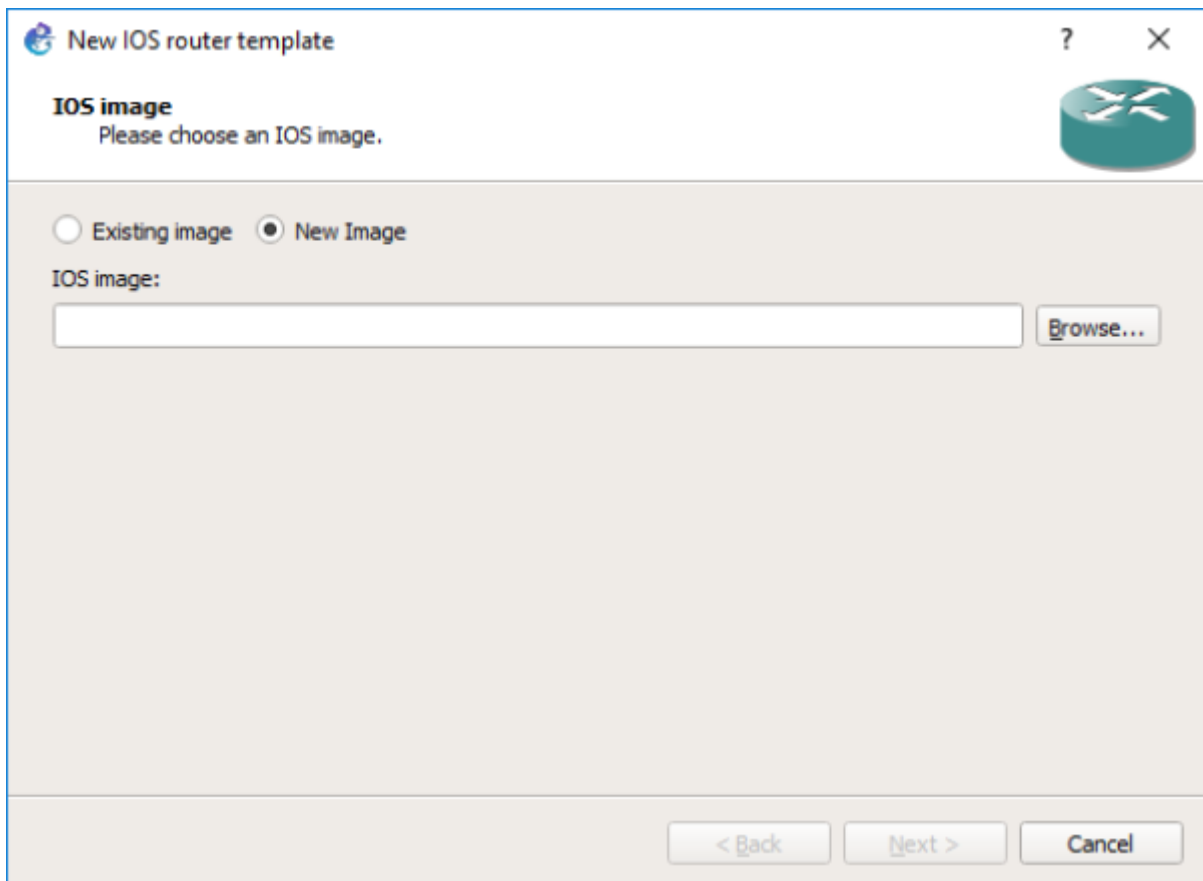 New IOS router template ?
IOS image
Please choose an IOS image.
Existing image New Image
IOS image:
Browse...
< Back Next > Cancel